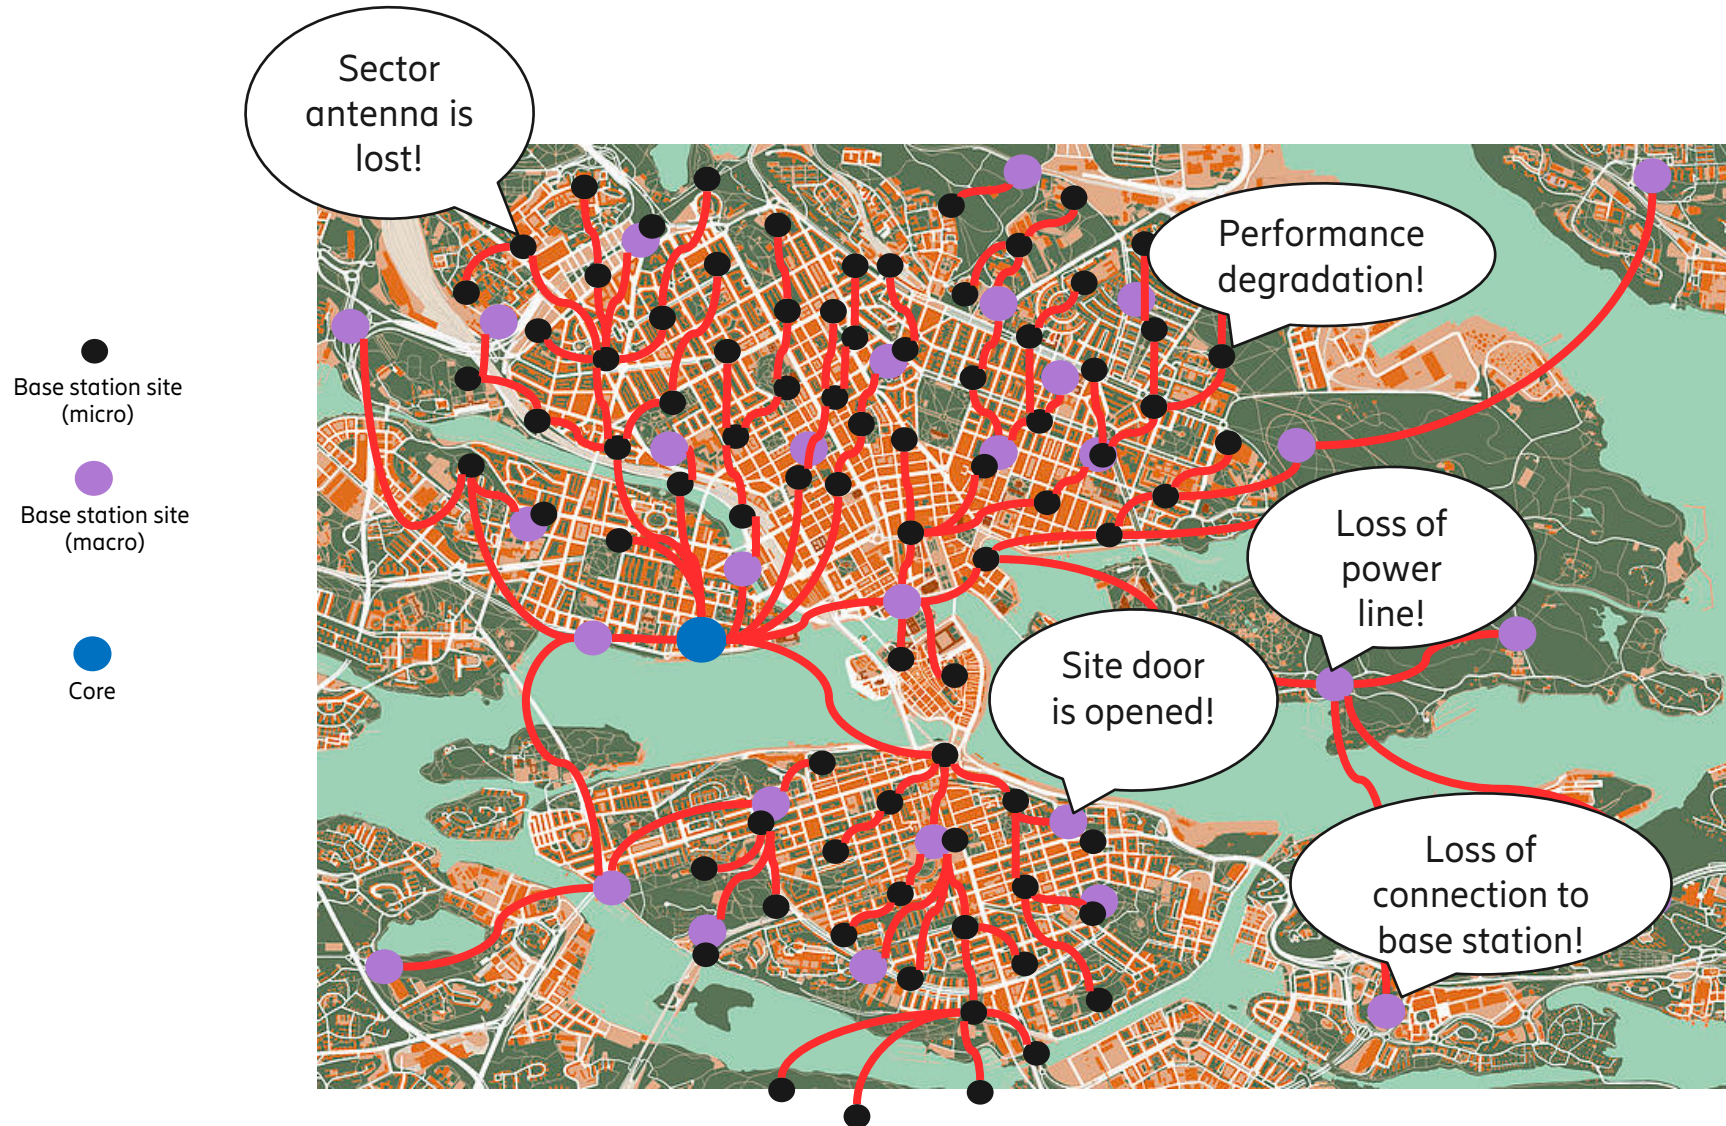 Sector
antenna is
lost!
Performance
degradation!
Base station site
(micro)
Base station site
(macro)
Loss of
power
line!
Core
Site door
is opened!
Loss of
connection to
base station!